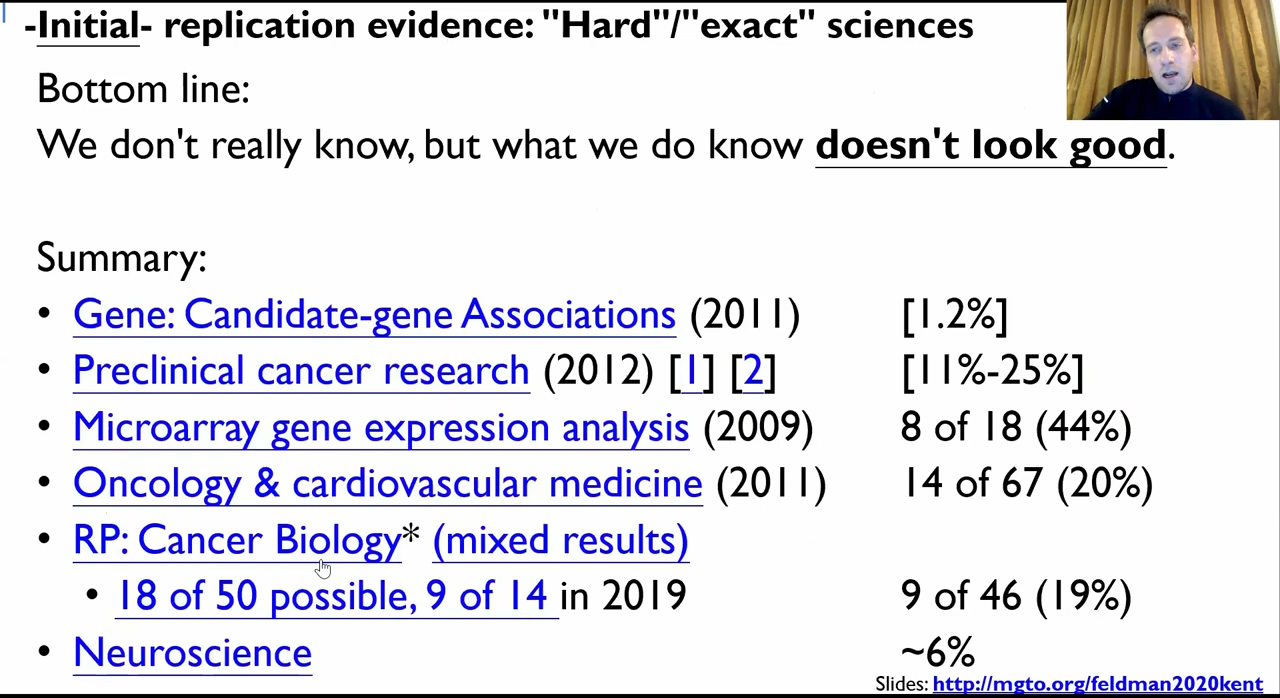 -Initial- replication evidence: "Hard"/"exact" sciences
Bottom line:
We don't really know, but what we do know doesn't look good.
Summary:
• Gene: Candidate-gene Associations (2011) [1.2%]
• Preclinical cancer research (2012) [1] [2] [11%-25%]
• Microarray gene expression analysis (2009) 8 of 18 (44%)
• Oncology & cardiovascular medicine (2011) 14 of 67 (20%)
• RP: Cancer Biology* (mixed results)
• 18 of 50 possible, 9 of 14 in 2019 9 of 46 (19%)
• Neuroscience ~6%
Slides: http://mgto.org/feldman2020kent